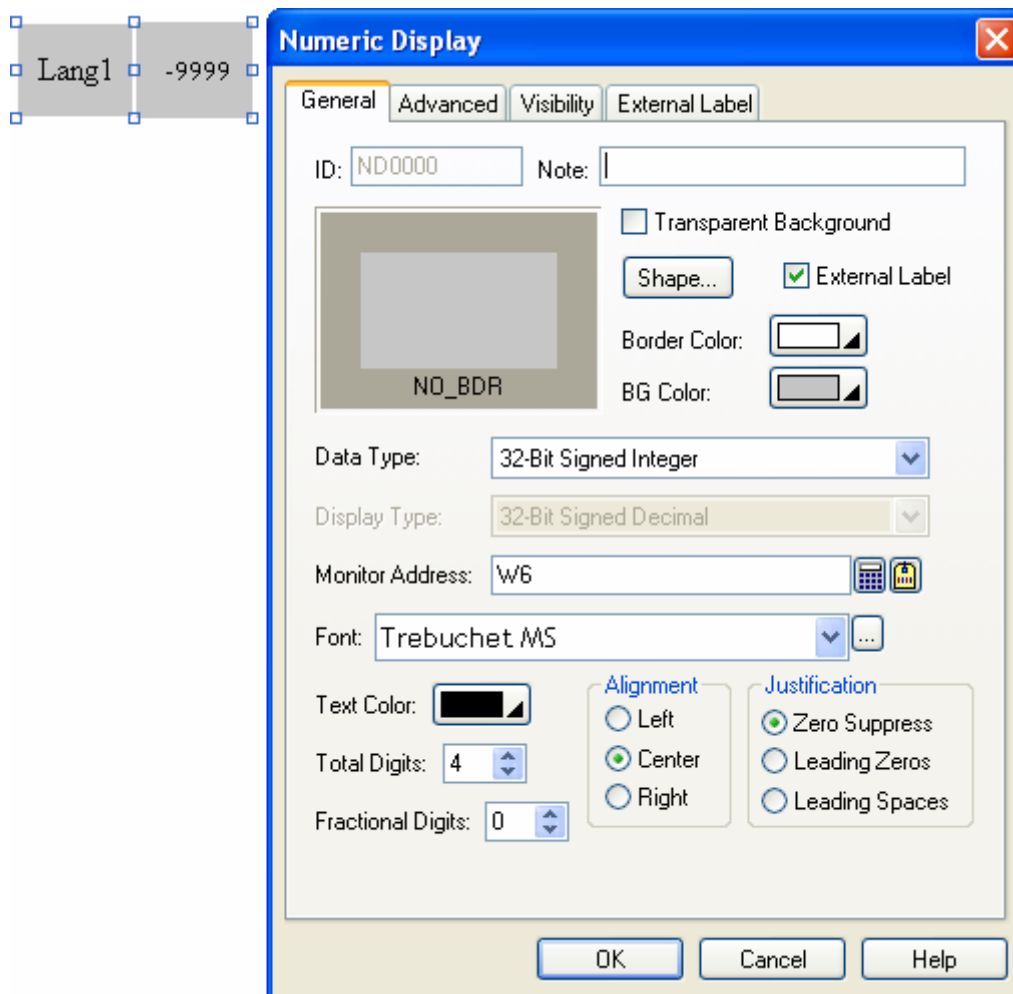 Lang1 -9999
Numeric Display
General Advanced Visibility External Label
ID: ND0000 Note:
Transparent Background
Shape... External Label
Border Color:
NO_BDR
BG Color:
Data Type: 32-Bit Signed Integer
Display Type: 32-Bit Signed Decimal
Monitor Address: W6
Font: Trebuchet MS ...
Text Color:
Total Digits: 4
Fractional Digits: 0
Alignment
Left
Center
Right
Justification
Zero Suppress
Leading Zeros
Leading Spaces
OK Cancel Help